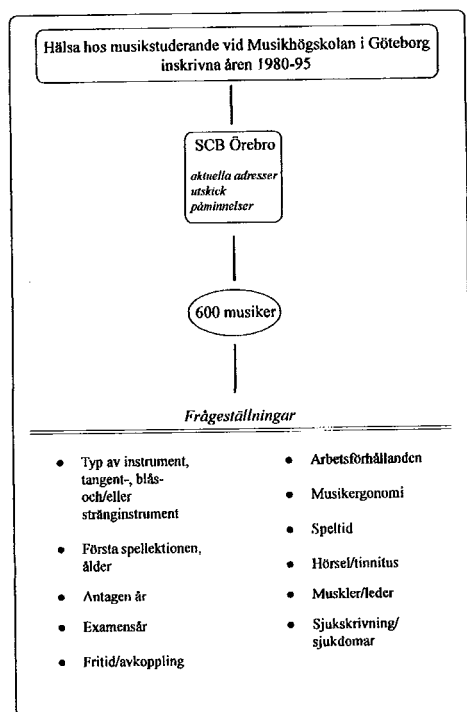 Hälsa hos musikstuderande vid Musikhögskolan i Göteborg
inskrivna åren 1980-95
SCB Örebro
aktuella adresser
utskick
påminnelser
600 musiker
Frågeställningar
• Typ av instrument,
tangent-, blås-
och/eller
stränginstrument
• Första spellektionen,
ålder
• Antagen år
• Examensår
• Fritid/avkoppling
• Arbetsförhållanden
• Musikergonomi
• Speltid
• Hörsel/tinnitus
• Muskler/leder
• Sjukskrivning/
sjukdomar